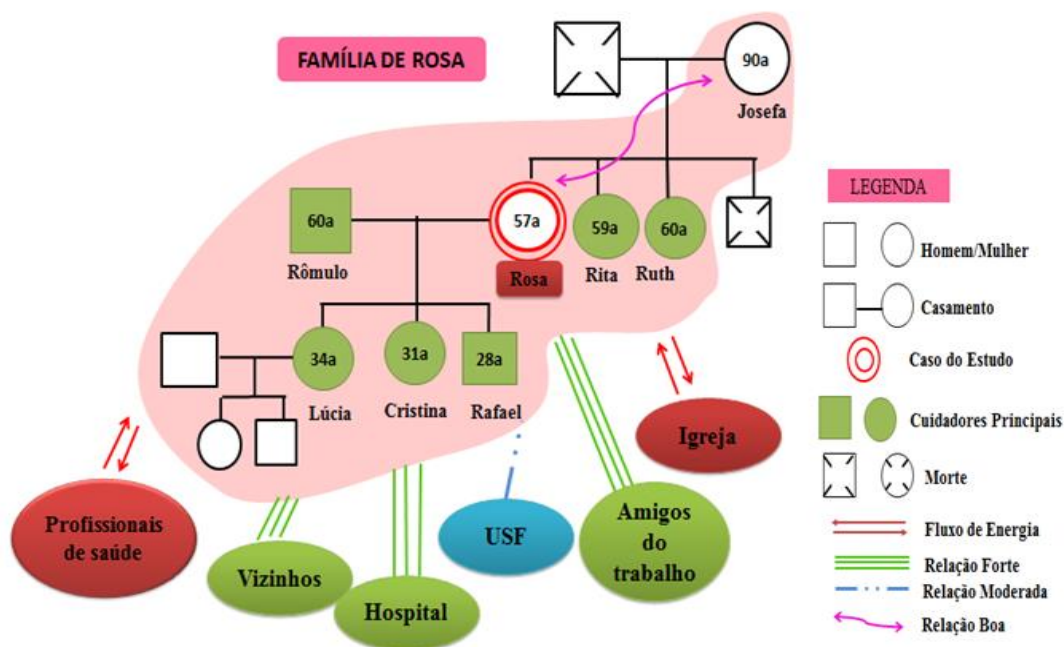 FAMÍLIA DE ROSA
90a
Josefa
60a
Rômulo
57a
Rosa
59a
Rita
60a
Ruth
34a
Lúcia
31a
Cristina
28a
Rafael
Profissionais
de saúde
Vizinhos
Hospital
USF
Amigos
do
trabalho
Igreja
LEGENDA
Homem/Mulher
Casamento
Caso do Estudo
Cuidadores Principais
Morte
Fluxo de Energia
Relação Forte
Relação Moderada
Relação Boa